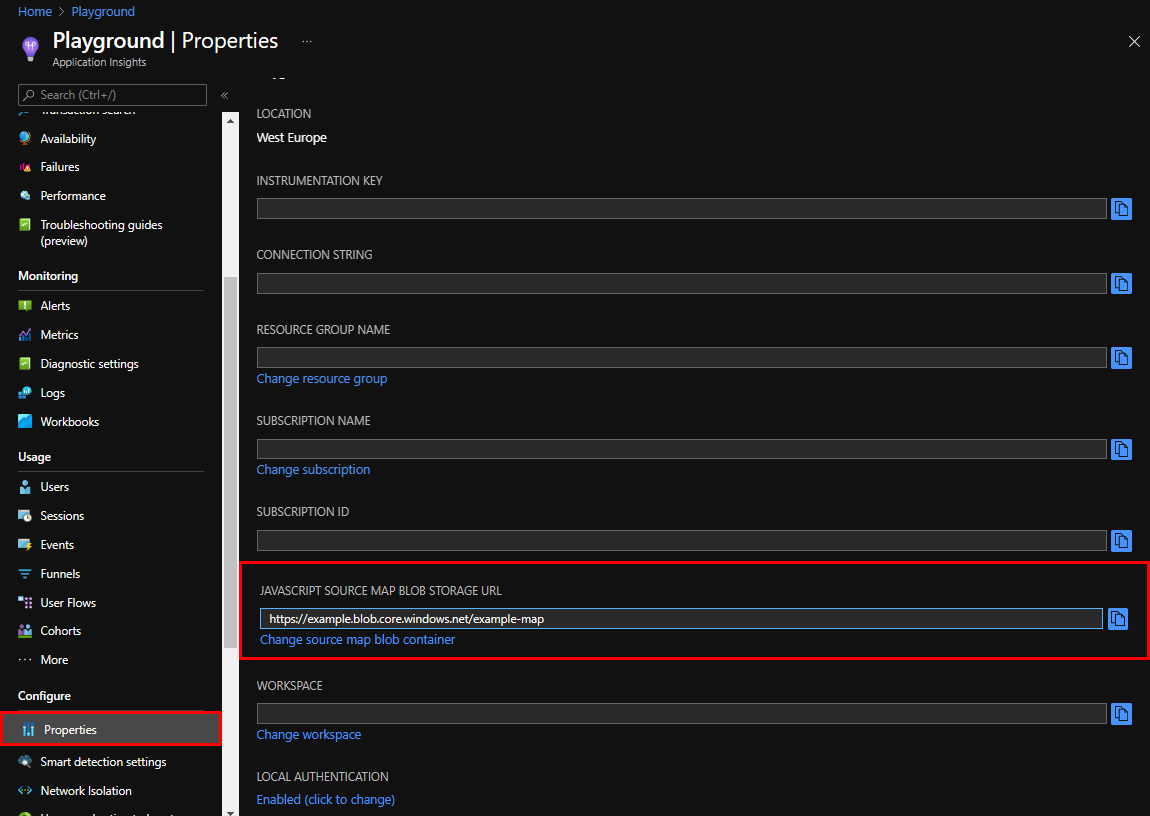 Home > Playground
Playground | Properties ...
Application Insights
Search (Ctrl+/)
«
Transaction search
Availability
Failures
Performance
Troubleshooting guides
(preview)
Monitoring
Alerts
Metrics
Diagnostic settings
Logs
Workbooks
Usage
Users
Sessions
Events
Funnels
User Flows
Cohorts
··· More
Configure
Properties
Smart detection settings
Network Isolation
LOCATION
West Europe
INSTRUMENTATION KEY
CONNECTION STRING
RESOURCE GROUP NAME
Change resource group
SUBSCRIPTION NAME
Change subscription
SUBSCRIPTION ID
JAVASCRIPT SOURCE MAP BLOB STORAGE URL
https://example.blob.core.windows.net/example-map
Change source map blob container
WORKSPACE
Change workspace
LOCAL AUTHENTICATION
Enabled (click to change)